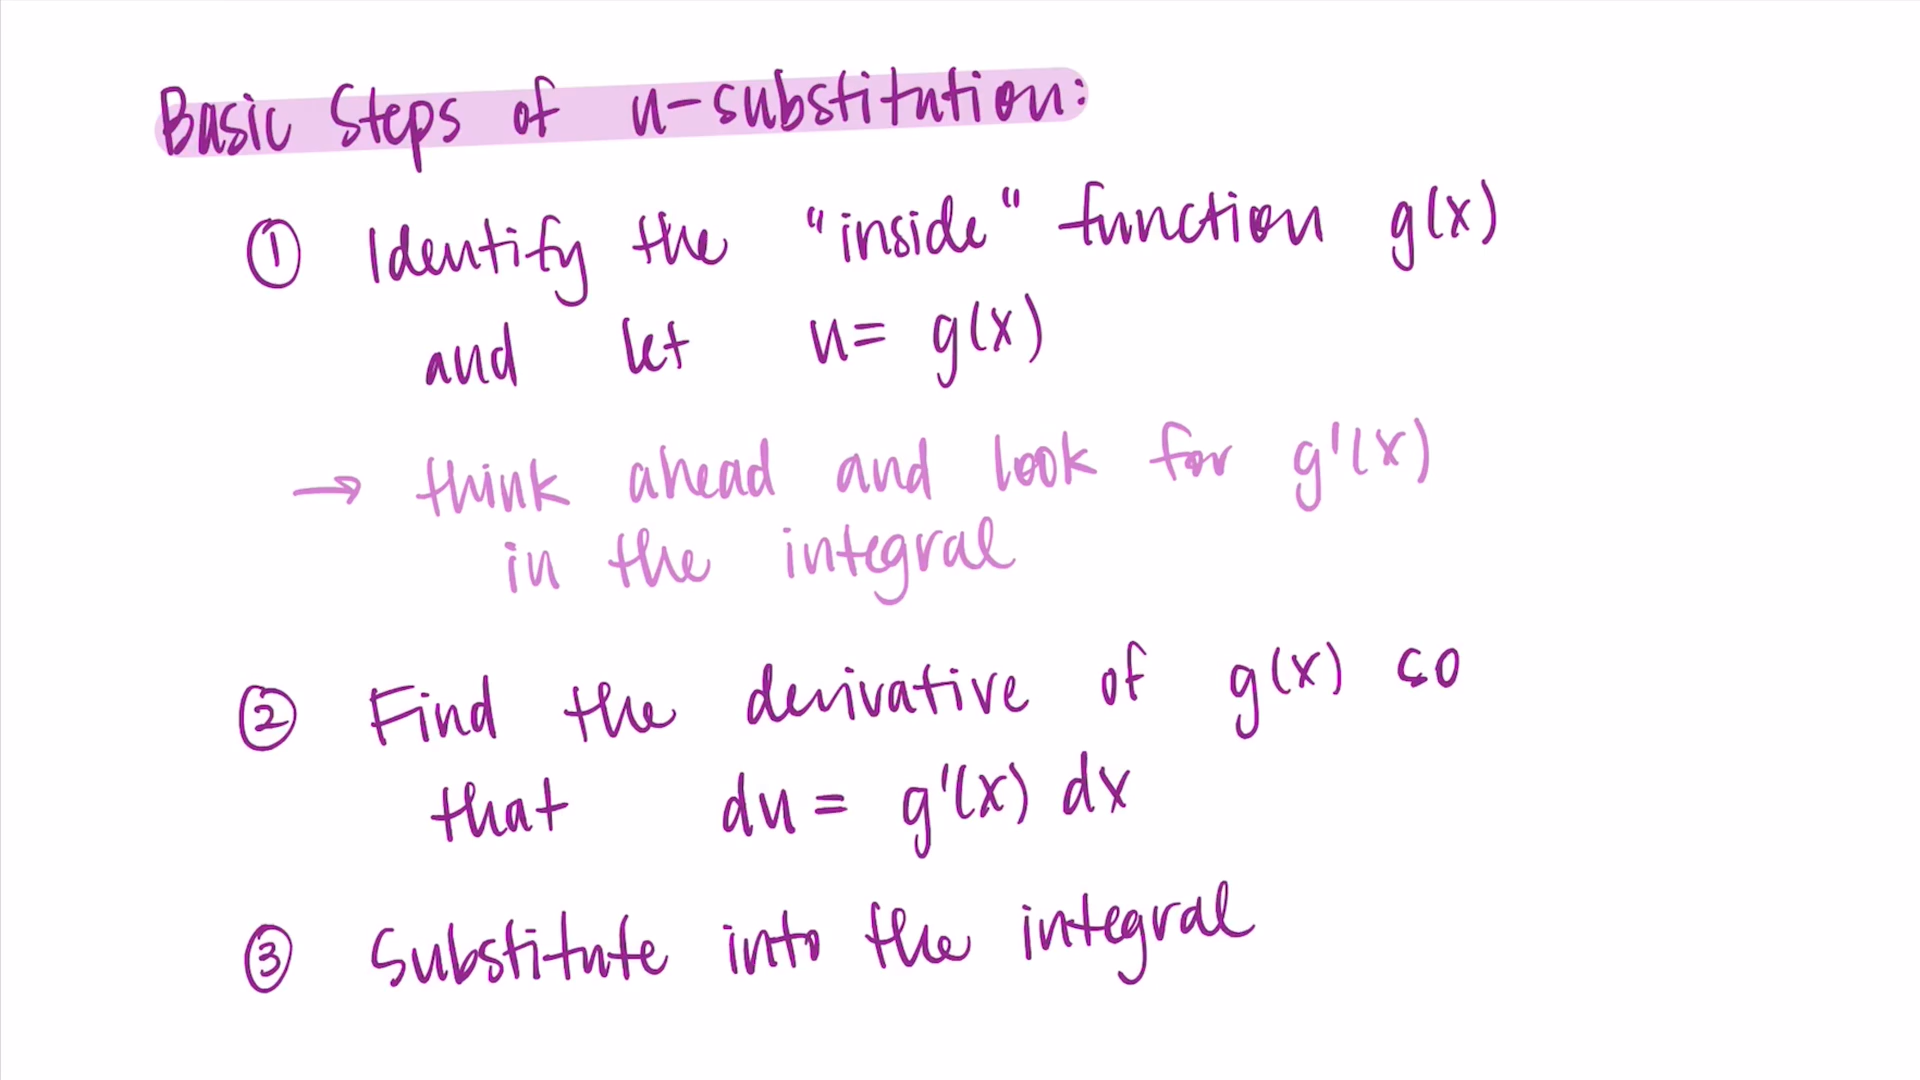 Basic Steps of u-substitution:
① Identify the "inside" function g(x)
and let u= g(x)
→ think ahead and look for g'(x)
in the integral
② Find the derivative of g(x) so
that du = g'(x) dx
③ Substitute into the integral